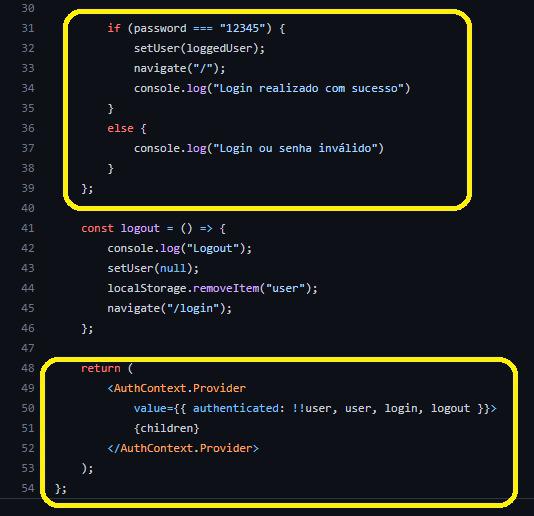 30
31 if (password === "12345") {
32 setUser(loggedUser);
33 navigate("/");
34 console.log("Login realizado com sucesso")
35 }
36 else {
37 console.log("Login ou senha inválido")
38 }
39 };
40
41 const logout = () => {
42 console.log("Logout");
43 setUser(null);
44 localStorage.removeItem("user");
45 navigate("/login");
46 };
47
48 return (
49 <AuthContext.Provider
50 value={{ authenticated: !!user, user, login, logout }}>
51 {children}
52 </AuthContext.Provider>
53 );
54 };